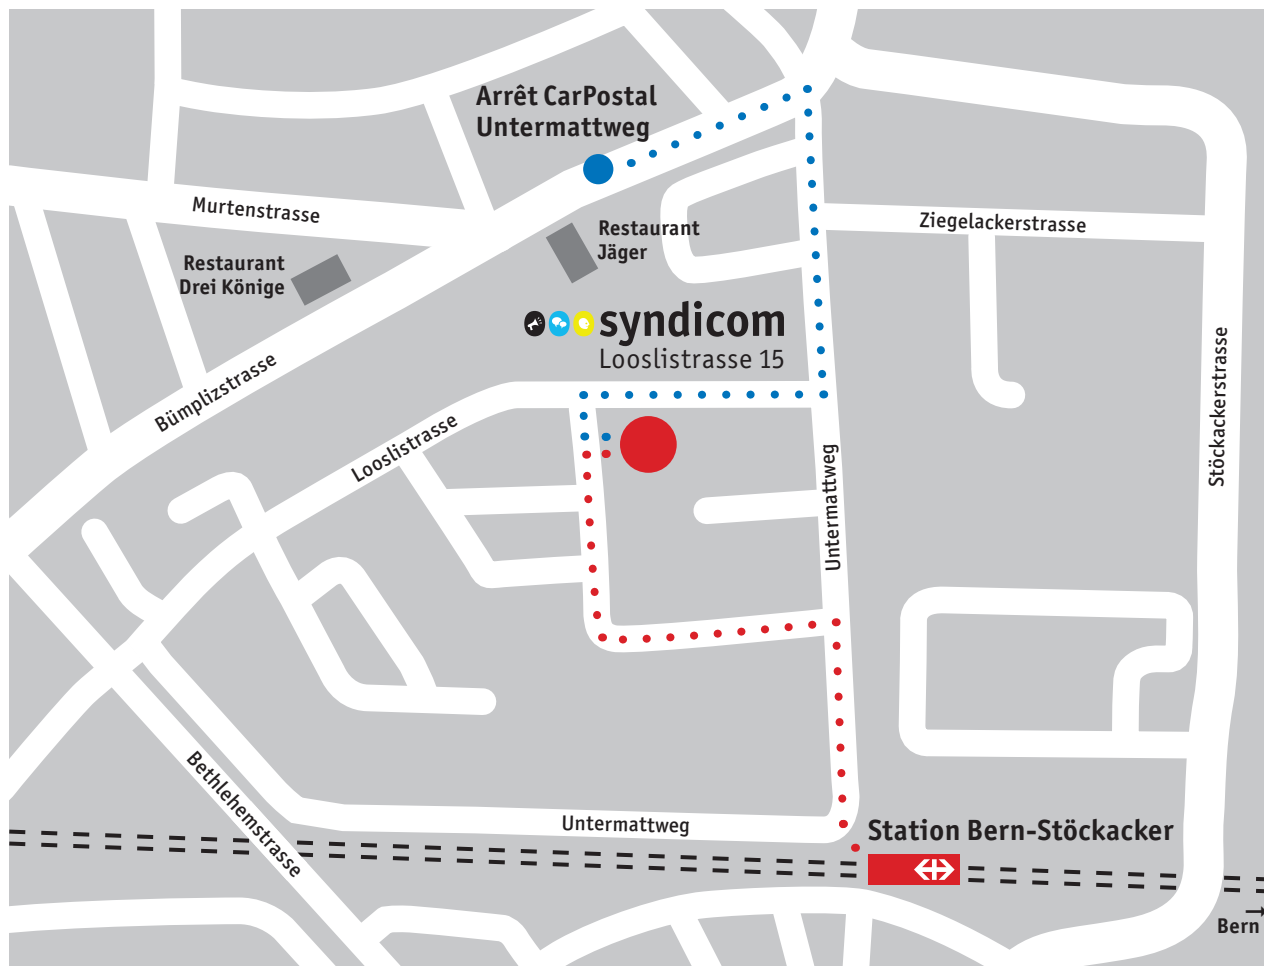 Arrêt CarPostal
Untermattweg
Murtenstrasse
Restaurant
Jäger
Ziegelackerstrasse
Restaurant
Drei Könige
syndicom
Looslistrasse 15
Bümplizstrasse
Looslistrasse
Stöckackerstrasse
Untermattweg
Bethlehemstrasse
Untermattweg
Station Bern-Stöckacker
Bern